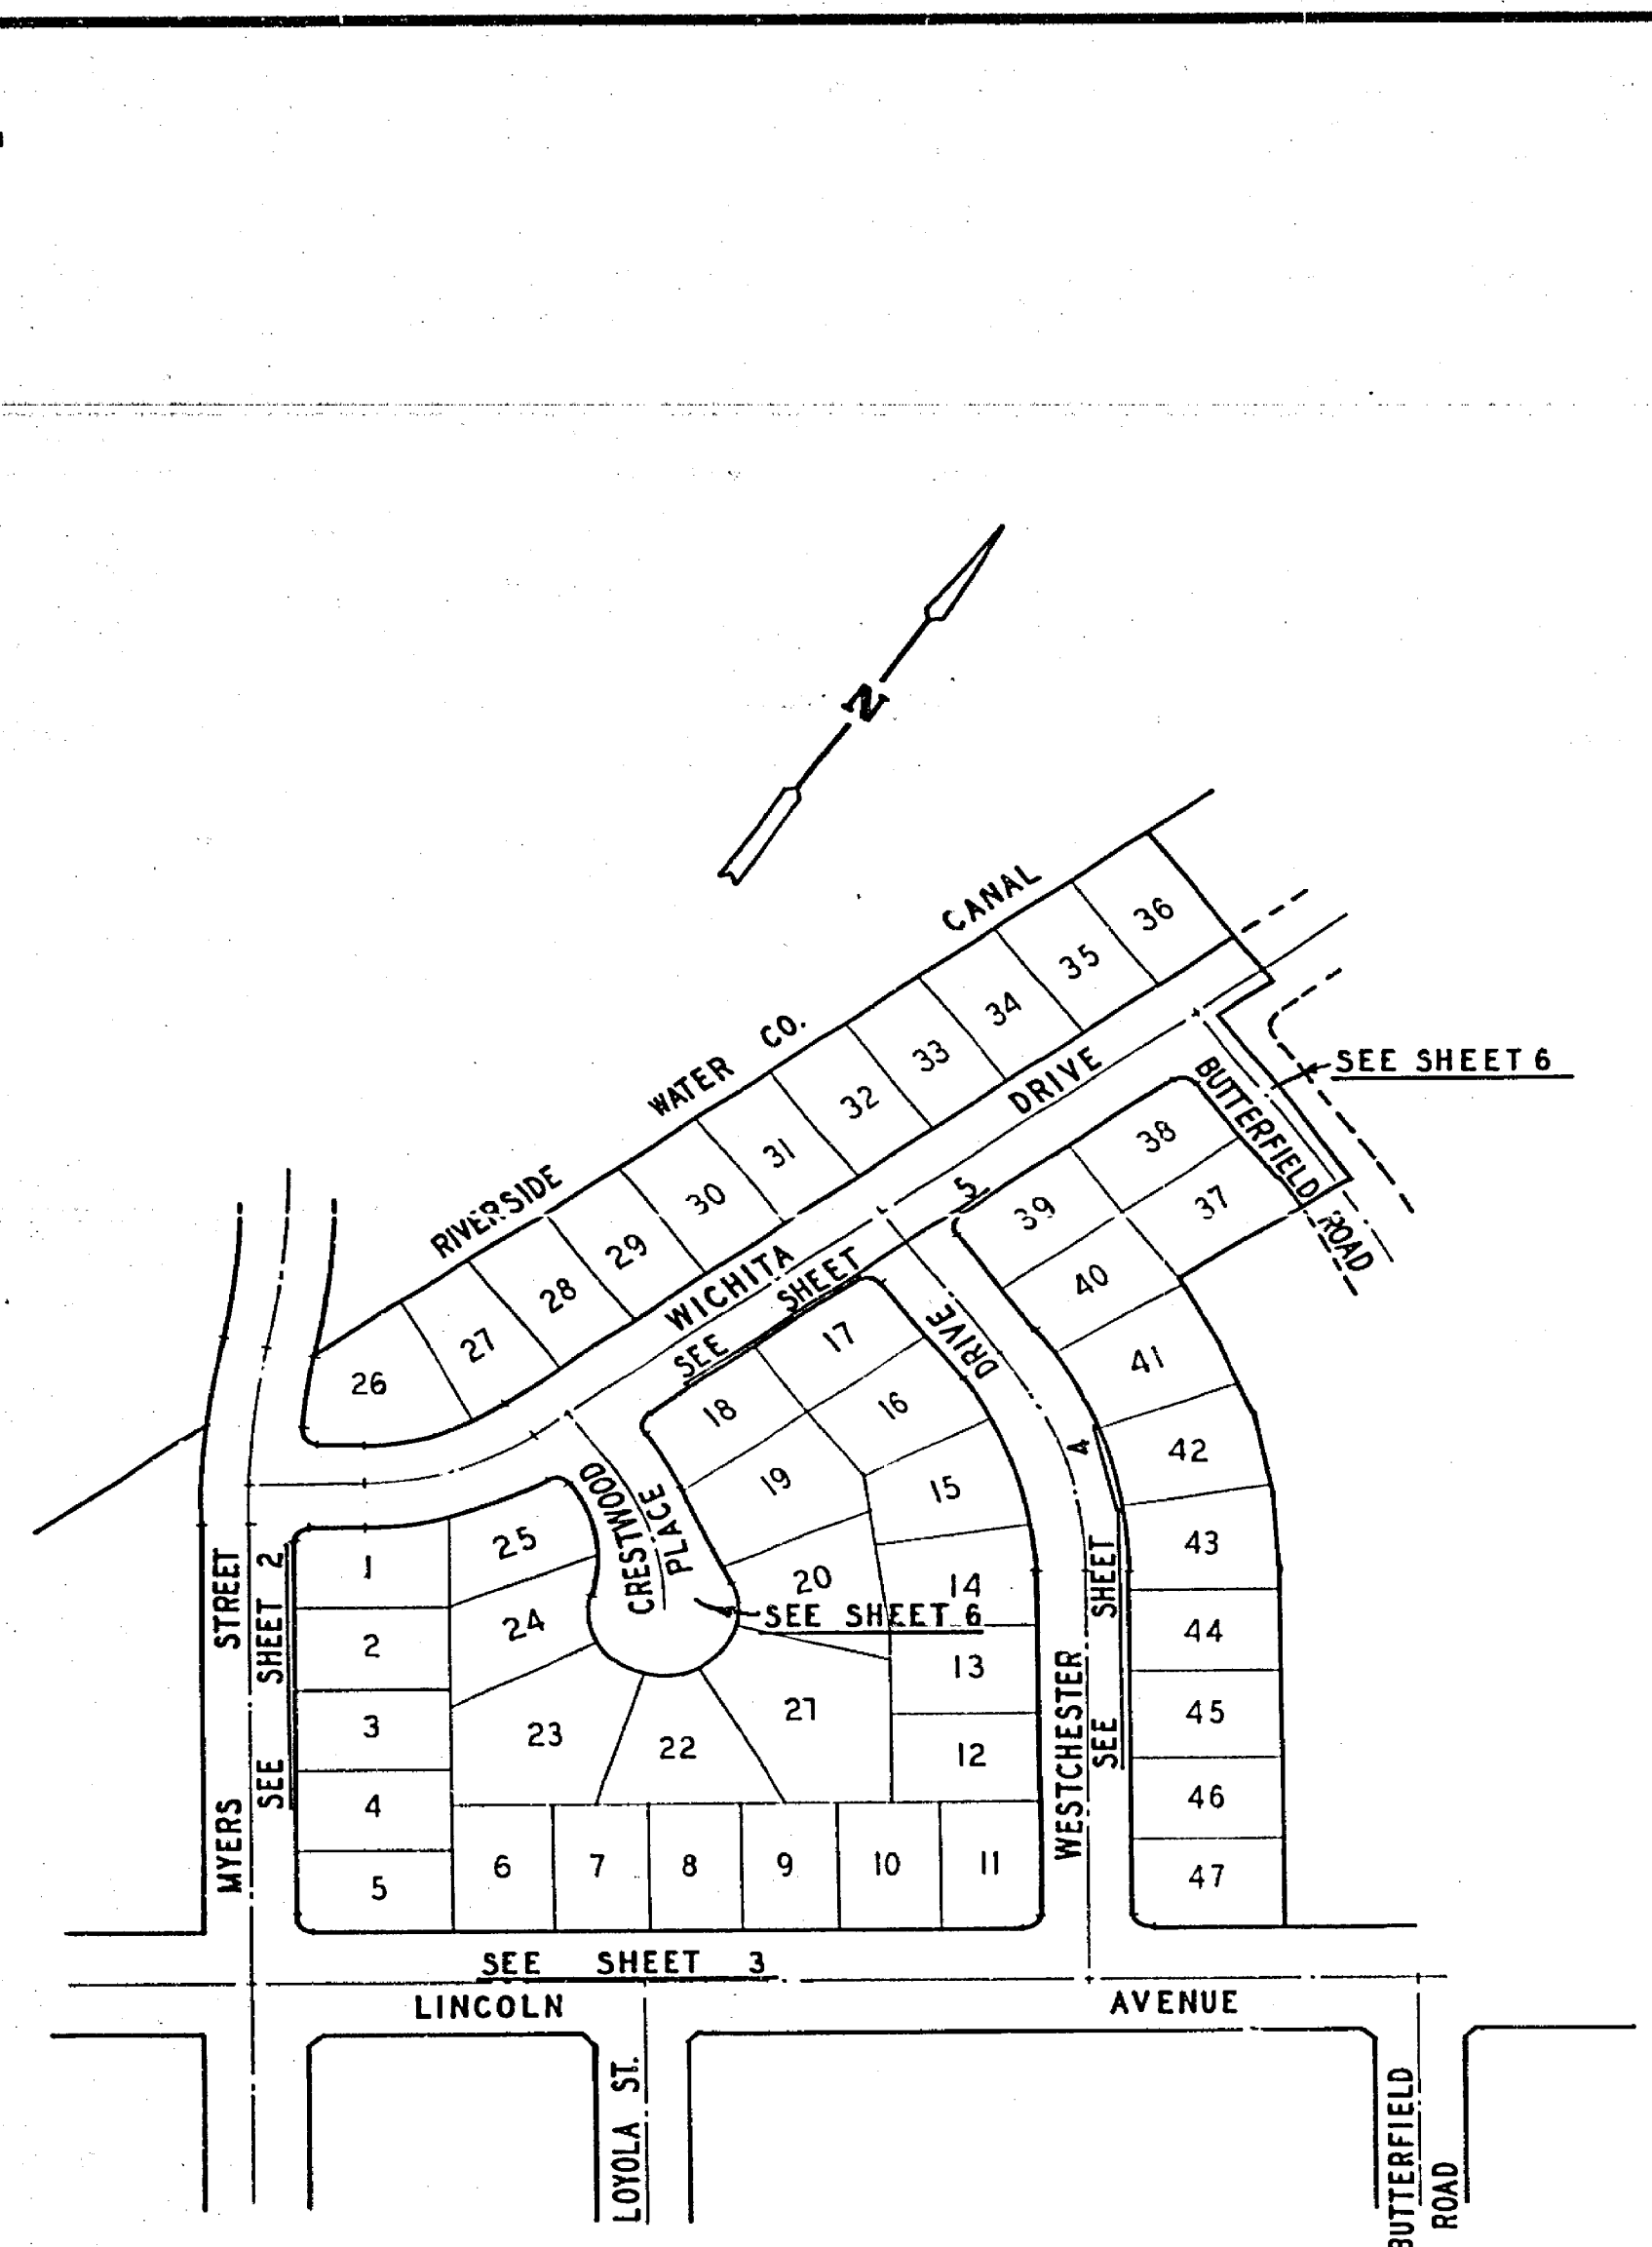 N
RIVERSIDE WATER CO. CANAL
36
35
34
33
32
31
30
29
28
27
26
WICHITA DRIVE
SEE SHEET 5
SEE SHEET 6
BUTTERFIELD ROAD
38
37
39
40
41
42
43
44
45
46
47
17
18
16
19
15
20
14
13
12
21
22
23
24
25
CRESTWOOD PLACE
SEE SHEET 6
DRIVE
WESTCHESTER
SEE SHEET 4
MYERS STREET
SEE SHEET 2
1
2
3
4
5
6
7
8
9
10
11
SEE SHEET 3
LINCOLN AVENUE
LOYOLA ST.
BUTTERFIELD ROAD